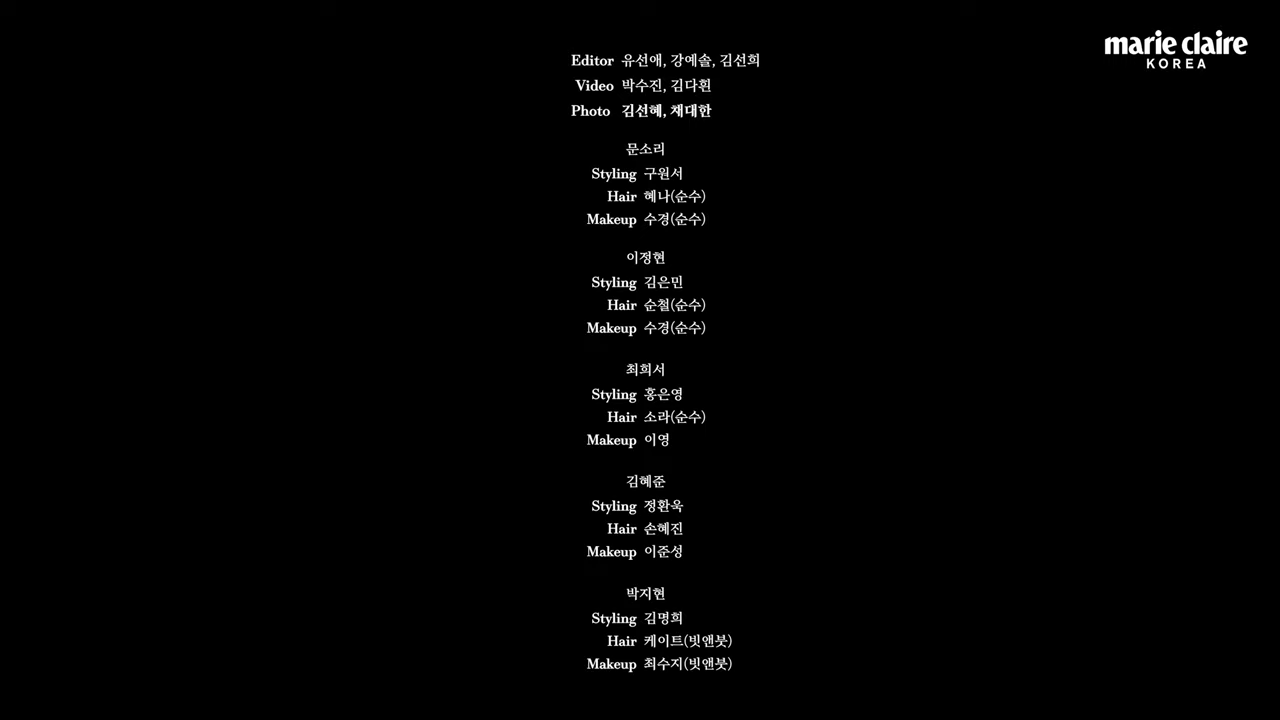 marie claire
KOREA
Editor 유선애, 강예솔, 김선희
Video 박수진, 김다흰
Photo 김선혜, 채대한
문소리
Styling 구원서
Hair 혜나(순수)
Makeup 수경(순수)
이정현
Styling 김은민
Hair 순철(순수)
Makeup 수경(순수)
최희서
Styling 홍은영
Hair 소라(순수)
Makeup 이영
김혜준
Styling 정환욱
Hair 손혜진
Makeup 이준성
박지현
Styling 김명희
Hair 케이트(빗앤붓)
Makeup 최수지(빗앤붓)